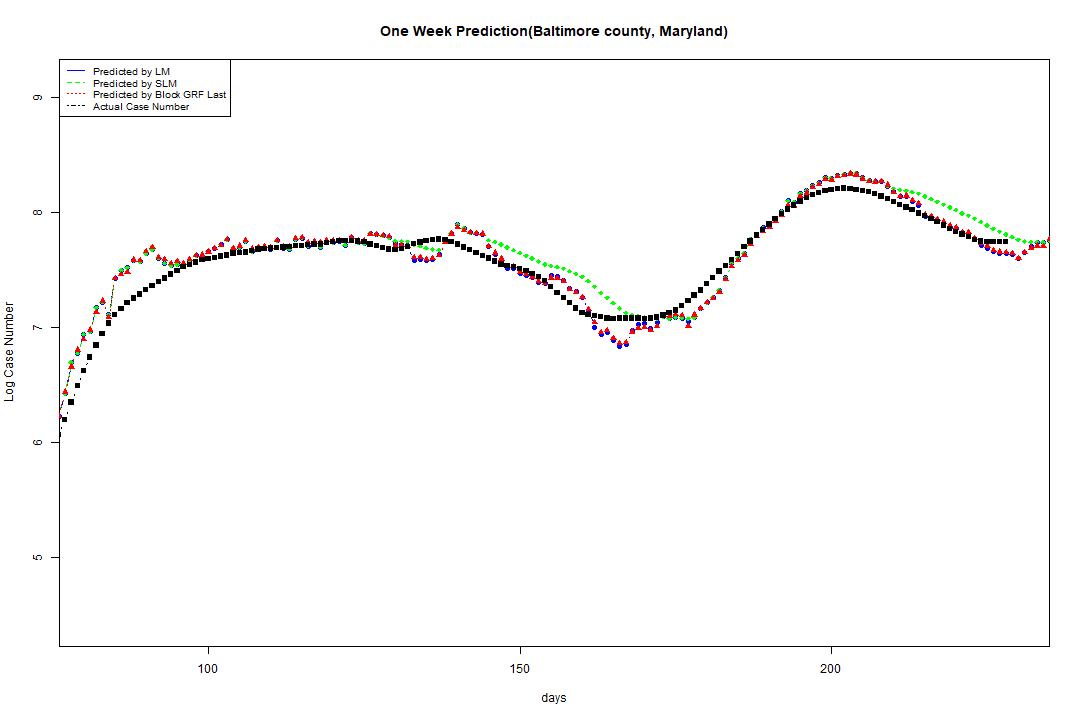 One Week Prediction(Baltimore county, Maryland)
Predicted by LM
Predicted by SLM
Predicted by Block GRF Last
Actual Case Number
9
8
7
6
5
Log Case Number
100
150
200
days